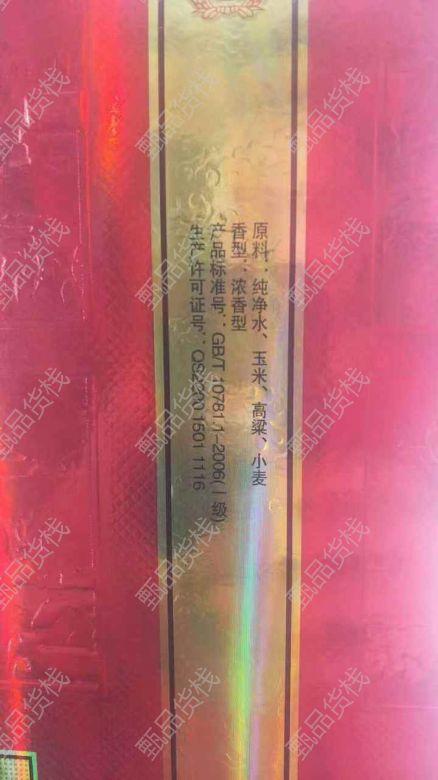 原料：纯净水、玉米、高粱、小麦
香型：浓香型
产品标准号：GB/T 10781.1-2006(Ⅰ级)
生产许可证号：QS2200 1501 1116
甄品货栈